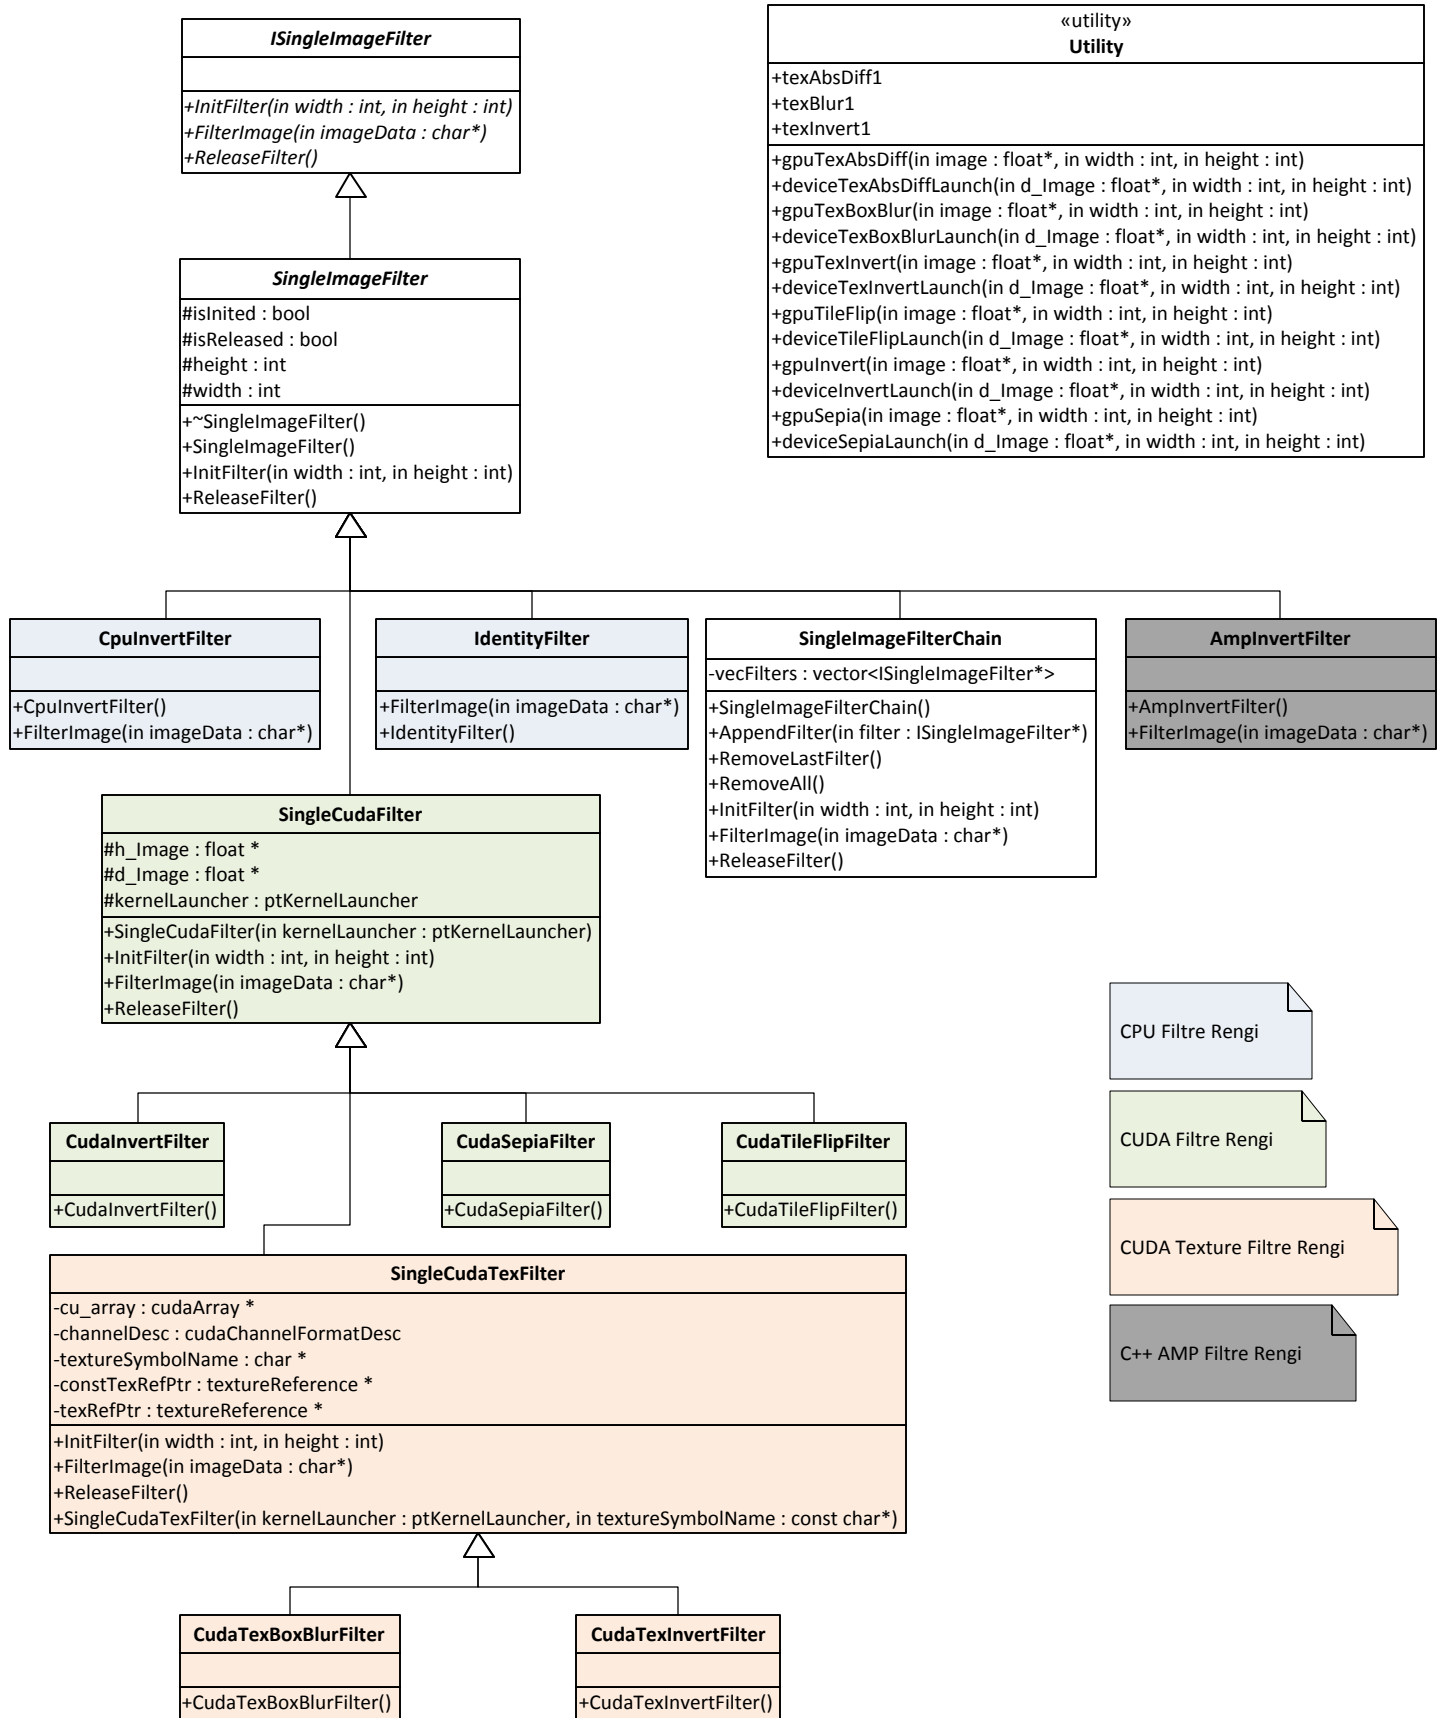 ISingleImageFilter
+InitFilter(in width : int, in height : int)
+FilterImage(in imageData : char*)
+ReleaseFilter()
«utility»
Utility
+texAbsDiff1
+texBlur1
+texInvert1
+gpuTexAbsDiff(in image : float*, in width : int, in height : int)
+deviceTexAbsDiffLaunch(in d_Image : float*, in width : int, in height : int)
+gpuTexBoxBlur(in image : float*, in width : int, in height : int)
+deviceTexBoxBlurLaunch(in d_Image : float*, in width : int, in height : int)
+gpuTexInvert(in image : float*, in width : int, in height : int)
+deviceTexInvertLaunch(in d_Image : float*, in width : int, in height : int)
+gpuTileFlip(in image : float*, in width : int, in height : int)
+deviceTileFlipLaunch(in d_Image : float*, in width : int, in height : int)
+gpuInvert(in image : float*, in width : int, in height : int)
+deviceInvertLaunch(in d_Image : float*, in width : int, in height : int)
+gpuSepia(in image : float*, in width : int, in height : int)
+deviceSepiaLaunch(in d_Image : float*, in width : int, in height : int)
SingleImageFilter
#isInited : bool
#isReleased : bool
#height : int
#width : int
+~SingleImageFilter()
+SingleImageFilter()
+InitFilter(in width : int, in height : int)
+ReleaseFilter()
CpuInvertFilter
+CpuInvertFilter()
+FilterImage(in imageData : char*)
IdentityFilter
+FilterImage(in imageData : char*)
+IdentityFilter()
SingleImageFilterChain
-vecFilters : vector<ISingleImageFilter*>
+SingleImageFilterChain()
+AppendFilter(in filter : ISingleImageFilter*)
+RemoveLastFilter()
+RemoveAll()
+InitFilter(in width : int, in height : int)
+FilterImage(in imageData : char*)
+ReleaseFilter()
AmpInvertFilter
+AmpInvertFilter()
+FilterImage(in imageData : char*)
SingleCudaFilter
#h_Image : float *
#d_Image : float *
#kernelLauncher : ptKernelLauncher
+SingleCudaFilter(in kernelLauncher : ptKernelLauncher)
+InitFilter(in width : int, in height : int)
+FilterImage(in imageData : char*)
+ReleaseFilter()
CudaInvertFilter
+CudaInvertFilter()
CudaSepiaFilter
+CudaSepiaFilter()
CudaTileFlipFilter
+CudaTileFlipFilter()
CPU Filtre Rengi
CUDA Filtre Rengi
CUDA Texture Filtre Rengi
C++ AMP Filtre Rengi
SingleCudaTexFilter
-cu_array : cudaArray *
-channelDesc : cudaChannelFormatDesc
-textureSymbolName : char *
-constTexRefPtr : textureReference *
-texRefPtr : textureReference *
+InitFilter(in width : int, in height : int)
+FilterImage(in imageData : char*)
+ReleaseFilter()
+SingleCudaTexFilter(in kernelLauncher : ptKernelLauncher, in textureSymbolName : const char*)
CudaTexBoxBlurFilter
+CudaTexBoxBlurFilter()
CudaTexInvertFilter
+CudaTexInvertFilter()